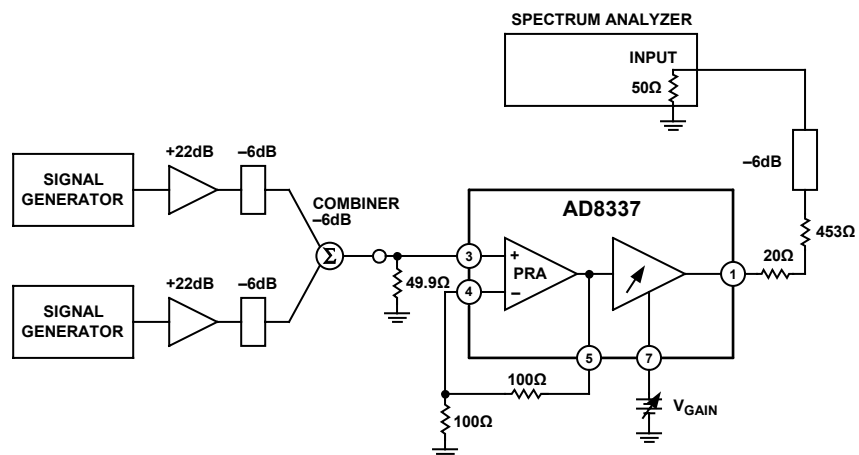 SPECTRUM ANALYZER
INPUT
50Ω
+22dB
–6dB
–6dB
SIGNAL
GENERATOR
COMBINER
–6dB
AD8337
453Ω
Σ
3
+
PRA
20Ω
1
49.9Ω
4
–
+22dB
–6dB
SIGNAL
GENERATOR
5
7
100Ω
100Ω
VGAIN